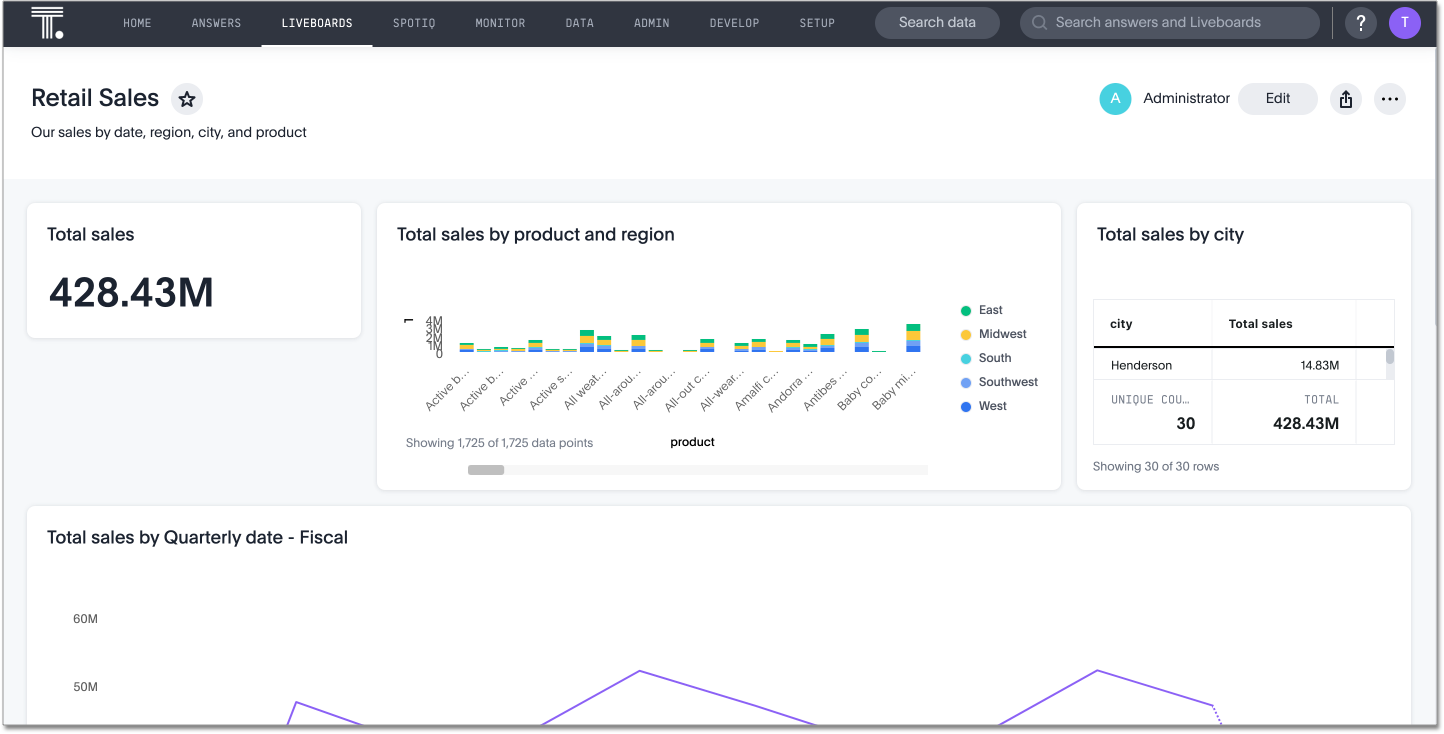 HOME ANSWERS LIVEBOARDS SPOTIQ MONITOR DATA ADMIN DEVELOP SETUP Search data Search answers and Liveboards ? T
Retail Sales
A Administrator Edit
Our sales by date, region, city, and product
Total sales
428.43M
Total sales by product and region
4M
3M
2M
1M
0
Active b...
Active b...
Active ...
Active s...
All weat...
All-arou...
All-arou...
All-out c...
All-wear...
Amalfi c...
Andorra ...
Antibes ...
Baby co...
Baby mi...
East
Midwest
South
Southwest
West
Showing 1,725 of 1,725 data points
product
Total sales by city
city Total sales
Henderson 14.83M
UNIQUE COU... TOTAL
30 428.43M
Showing 30 of 30 rows
Total sales by Quarterly date - Fiscal
60M
50M